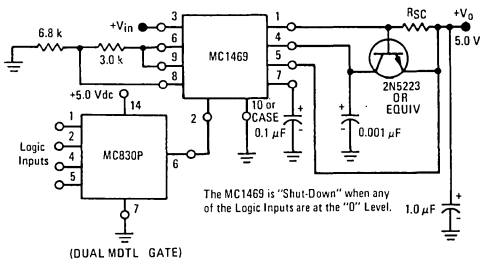 +Vin
3
1
RSC
+Vo
6.8 k
6
4
5.0 V
3.0 k
9
MC1469
5
8
7
2N5223
OR
EQUIV
+5.0 Vdc
14
2
10 or
CASE
0.1 µF
+
-
0.001 µF
+
-
1
2
Logic
Inputs
4
5
MC830P
6
7
The MC1469 is "Shut-Down" when any
of the Logic Inputs are at the "0" Level.
1.0 µF
+
-
(DUAL MDTL GATE)